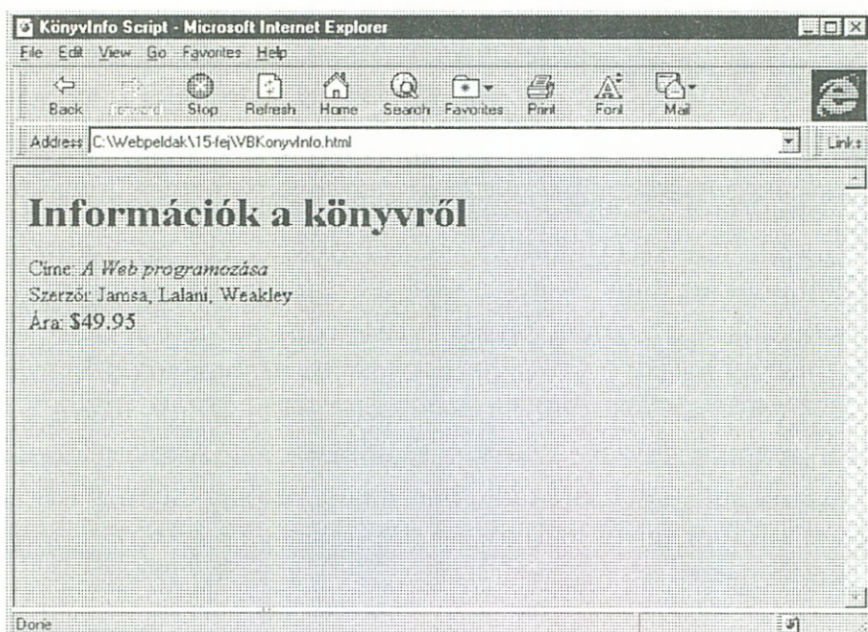 KönyvInfo Script - Microsoft Internet Explorer
File Edit View Go Favorites Help
Back Forward Stop Refresh Home Search Favorites Print Font Mail
Address C:\Webpeldak\15-fej\VBKonyvInfo.html Links
Információk a könyvről
Címe: A Web programozása
Szerzői: Jamsa, Lalani, Weakley
Ára: $49.95
Done